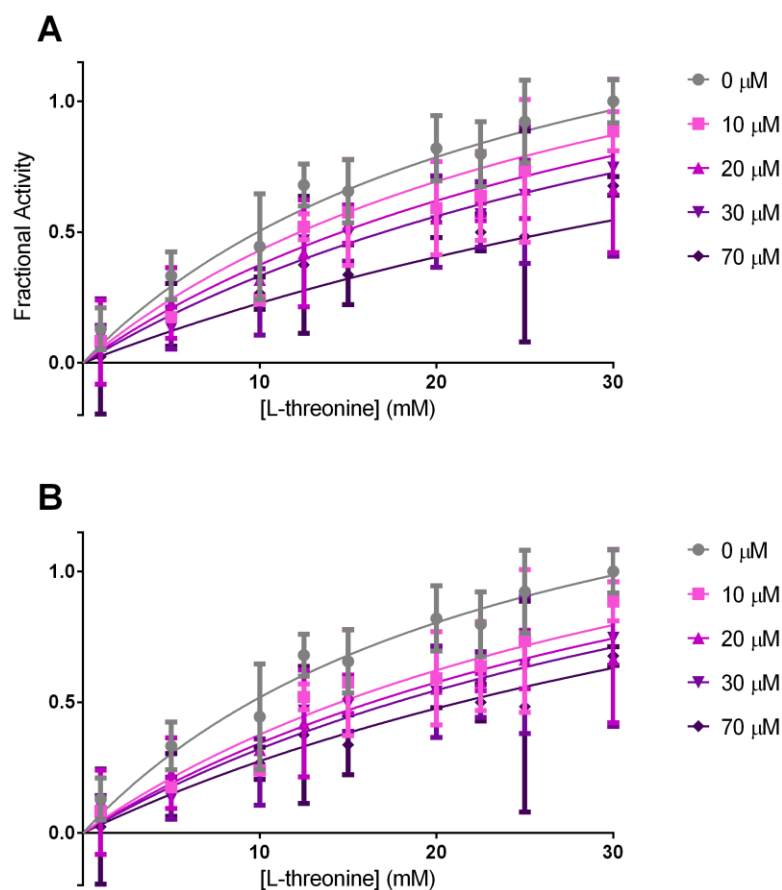 A
1.0
0.5
0.0
Fractional Activity
10
20
30
[L-threonine] (mM)
0 μM
10 μM
20 μM
30 μM
70 μM
B
1.0
0.5
0.0
10
20
30
[L-threonine] (mM)
0 μM
10 μM
20 μM
30 μM
70 μM